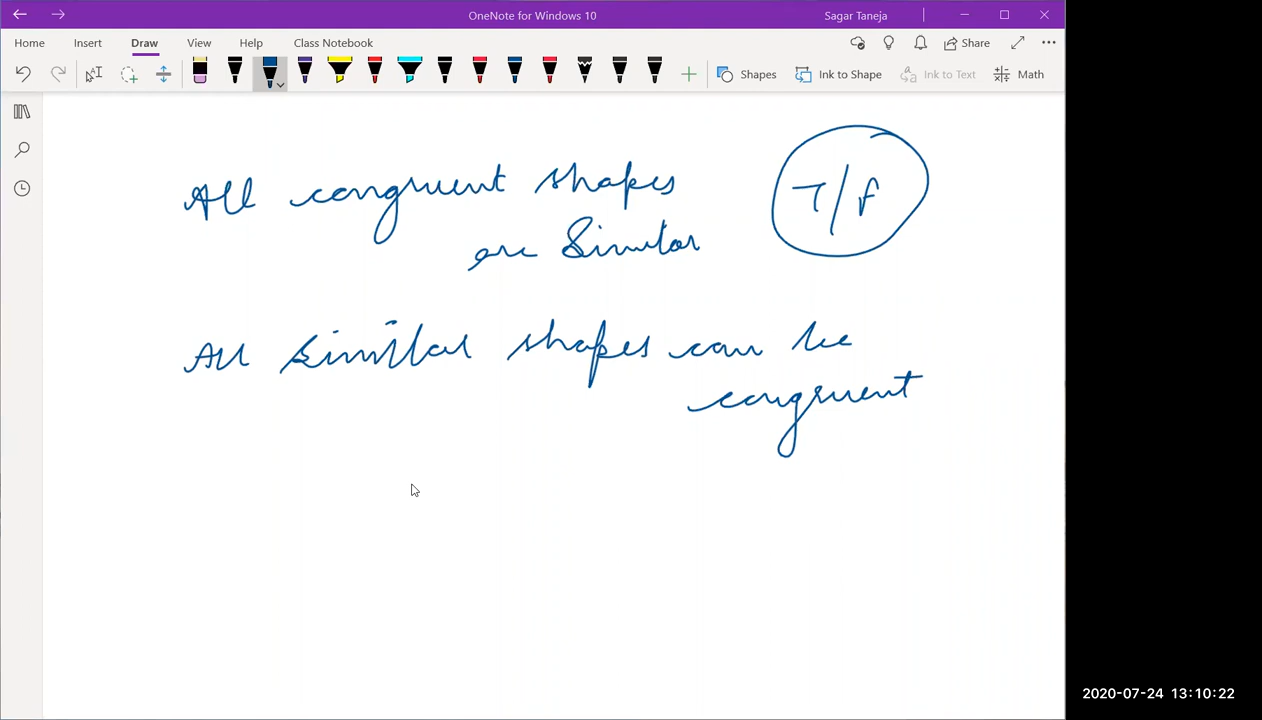 OneNote for Windows 10
Sagar Taneja
Home Insert Draw View Help Class Notebook
Share
Shapes Ink to Shape Ink to Text Math
All congruent shapes T/F
are Similar
All similar shapes can be
congruent
2020-07-24 13:10:22